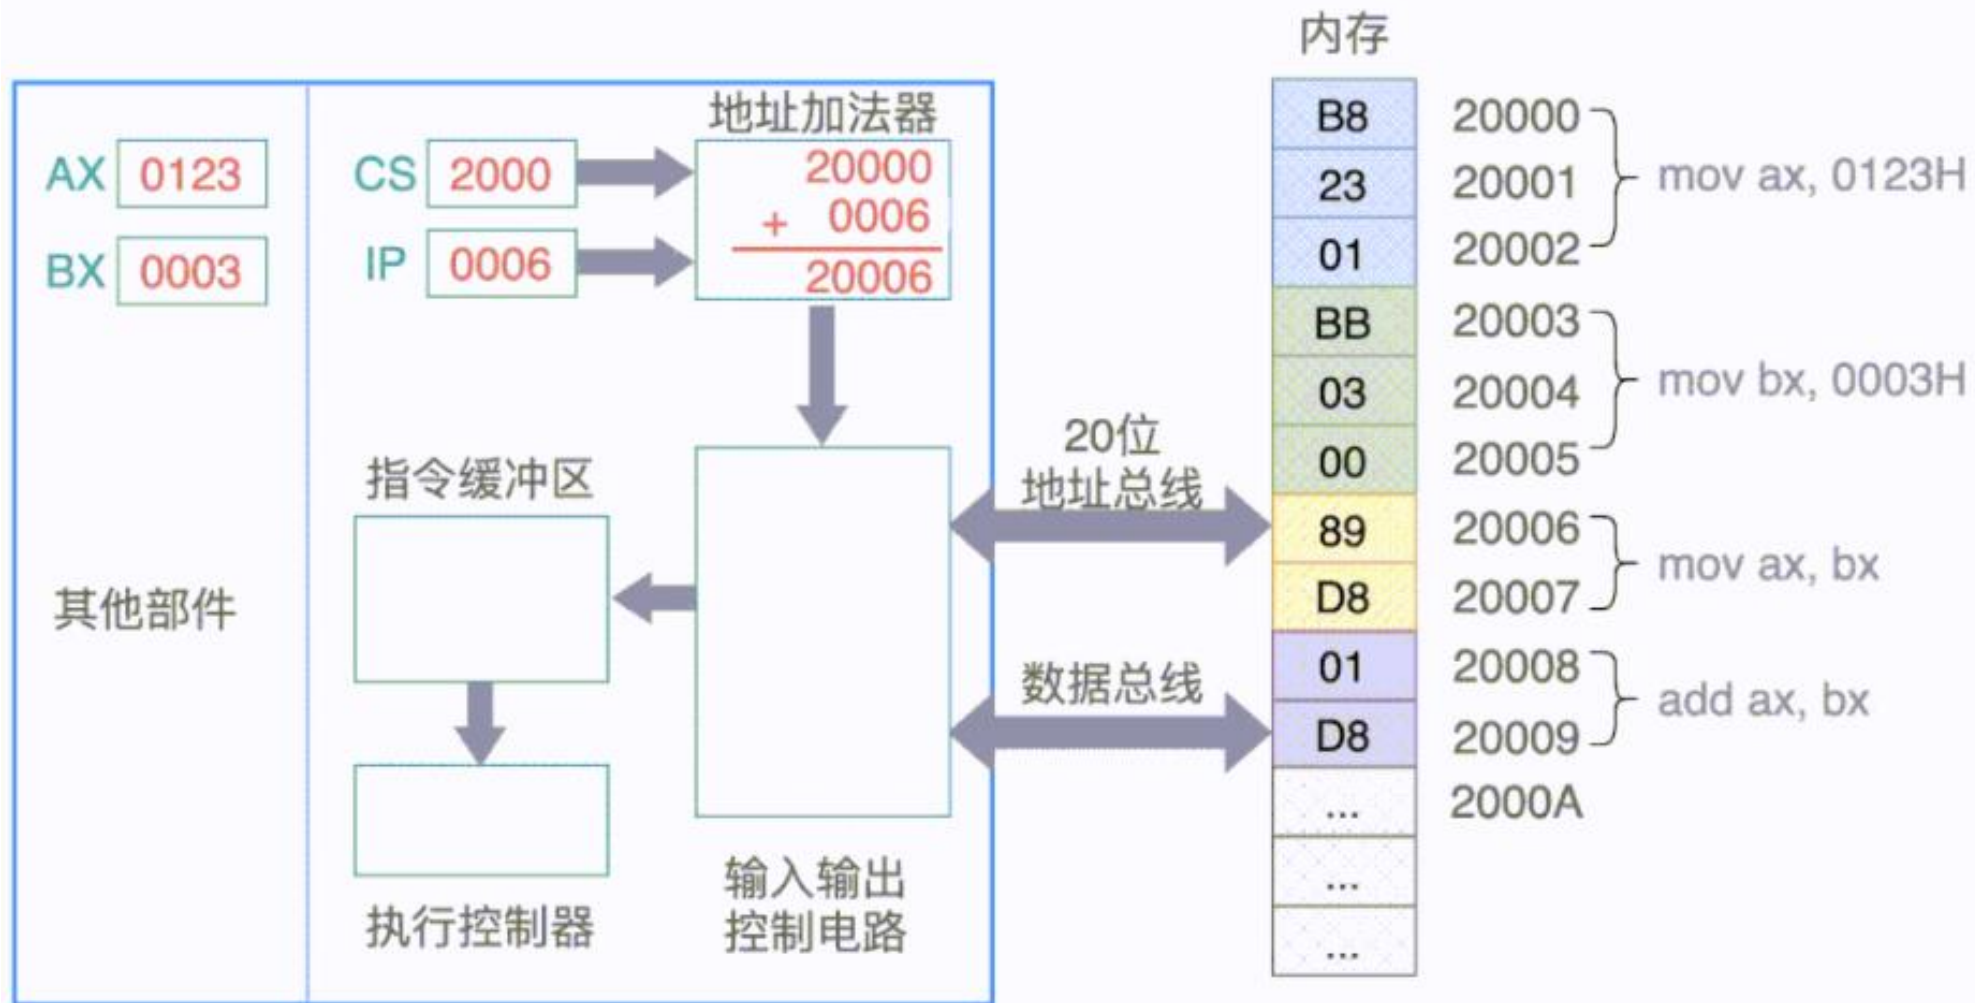 内存
地址加法器
AX 0123
CS 2000
20000
+ 0006
20006
BX 0003
IP 0006
指令缓冲区
其他部件
执行控制器
输入输出
控制电路
20位
地址总线
数据总线
B8 20000
23 20001
01 20002
mov ax, 0123H
BB 20003
03 20004
00 20005
mov bx, 0003H
89 20006
D8 20007
mov ax, bx
01 20008
D8 20009
add ax, bx
... 2000A
...
...